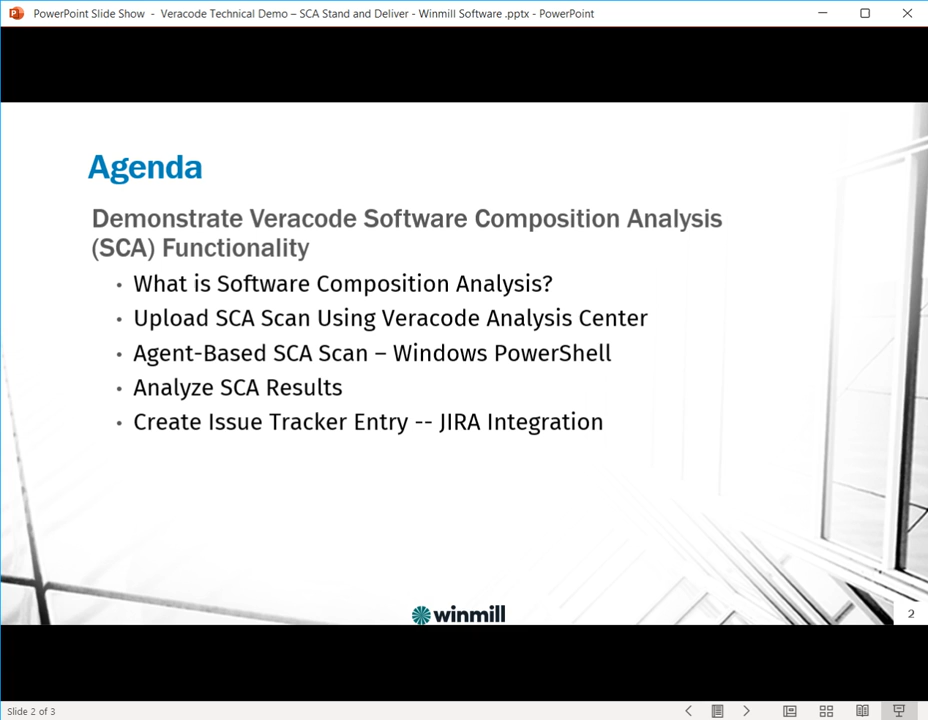 PowerPoint Slide Show - Veracode Technical Demo – SCA Stand and Deliver - Winmill Software .pptx - PowerPoint
Agenda
Demonstrate Veracode Software Composition Analysis
(SCA) Functionality
• What is Software Composition Analysis?
• Upload SCA Scan Using Veracode Analysis Center
• Agent-Based SCA Scan – Windows PowerShell
• Analyze SCA Results
• Create Issue Tracker Entry -- JIRA Integration
winmill
2
Slide 2 of 3